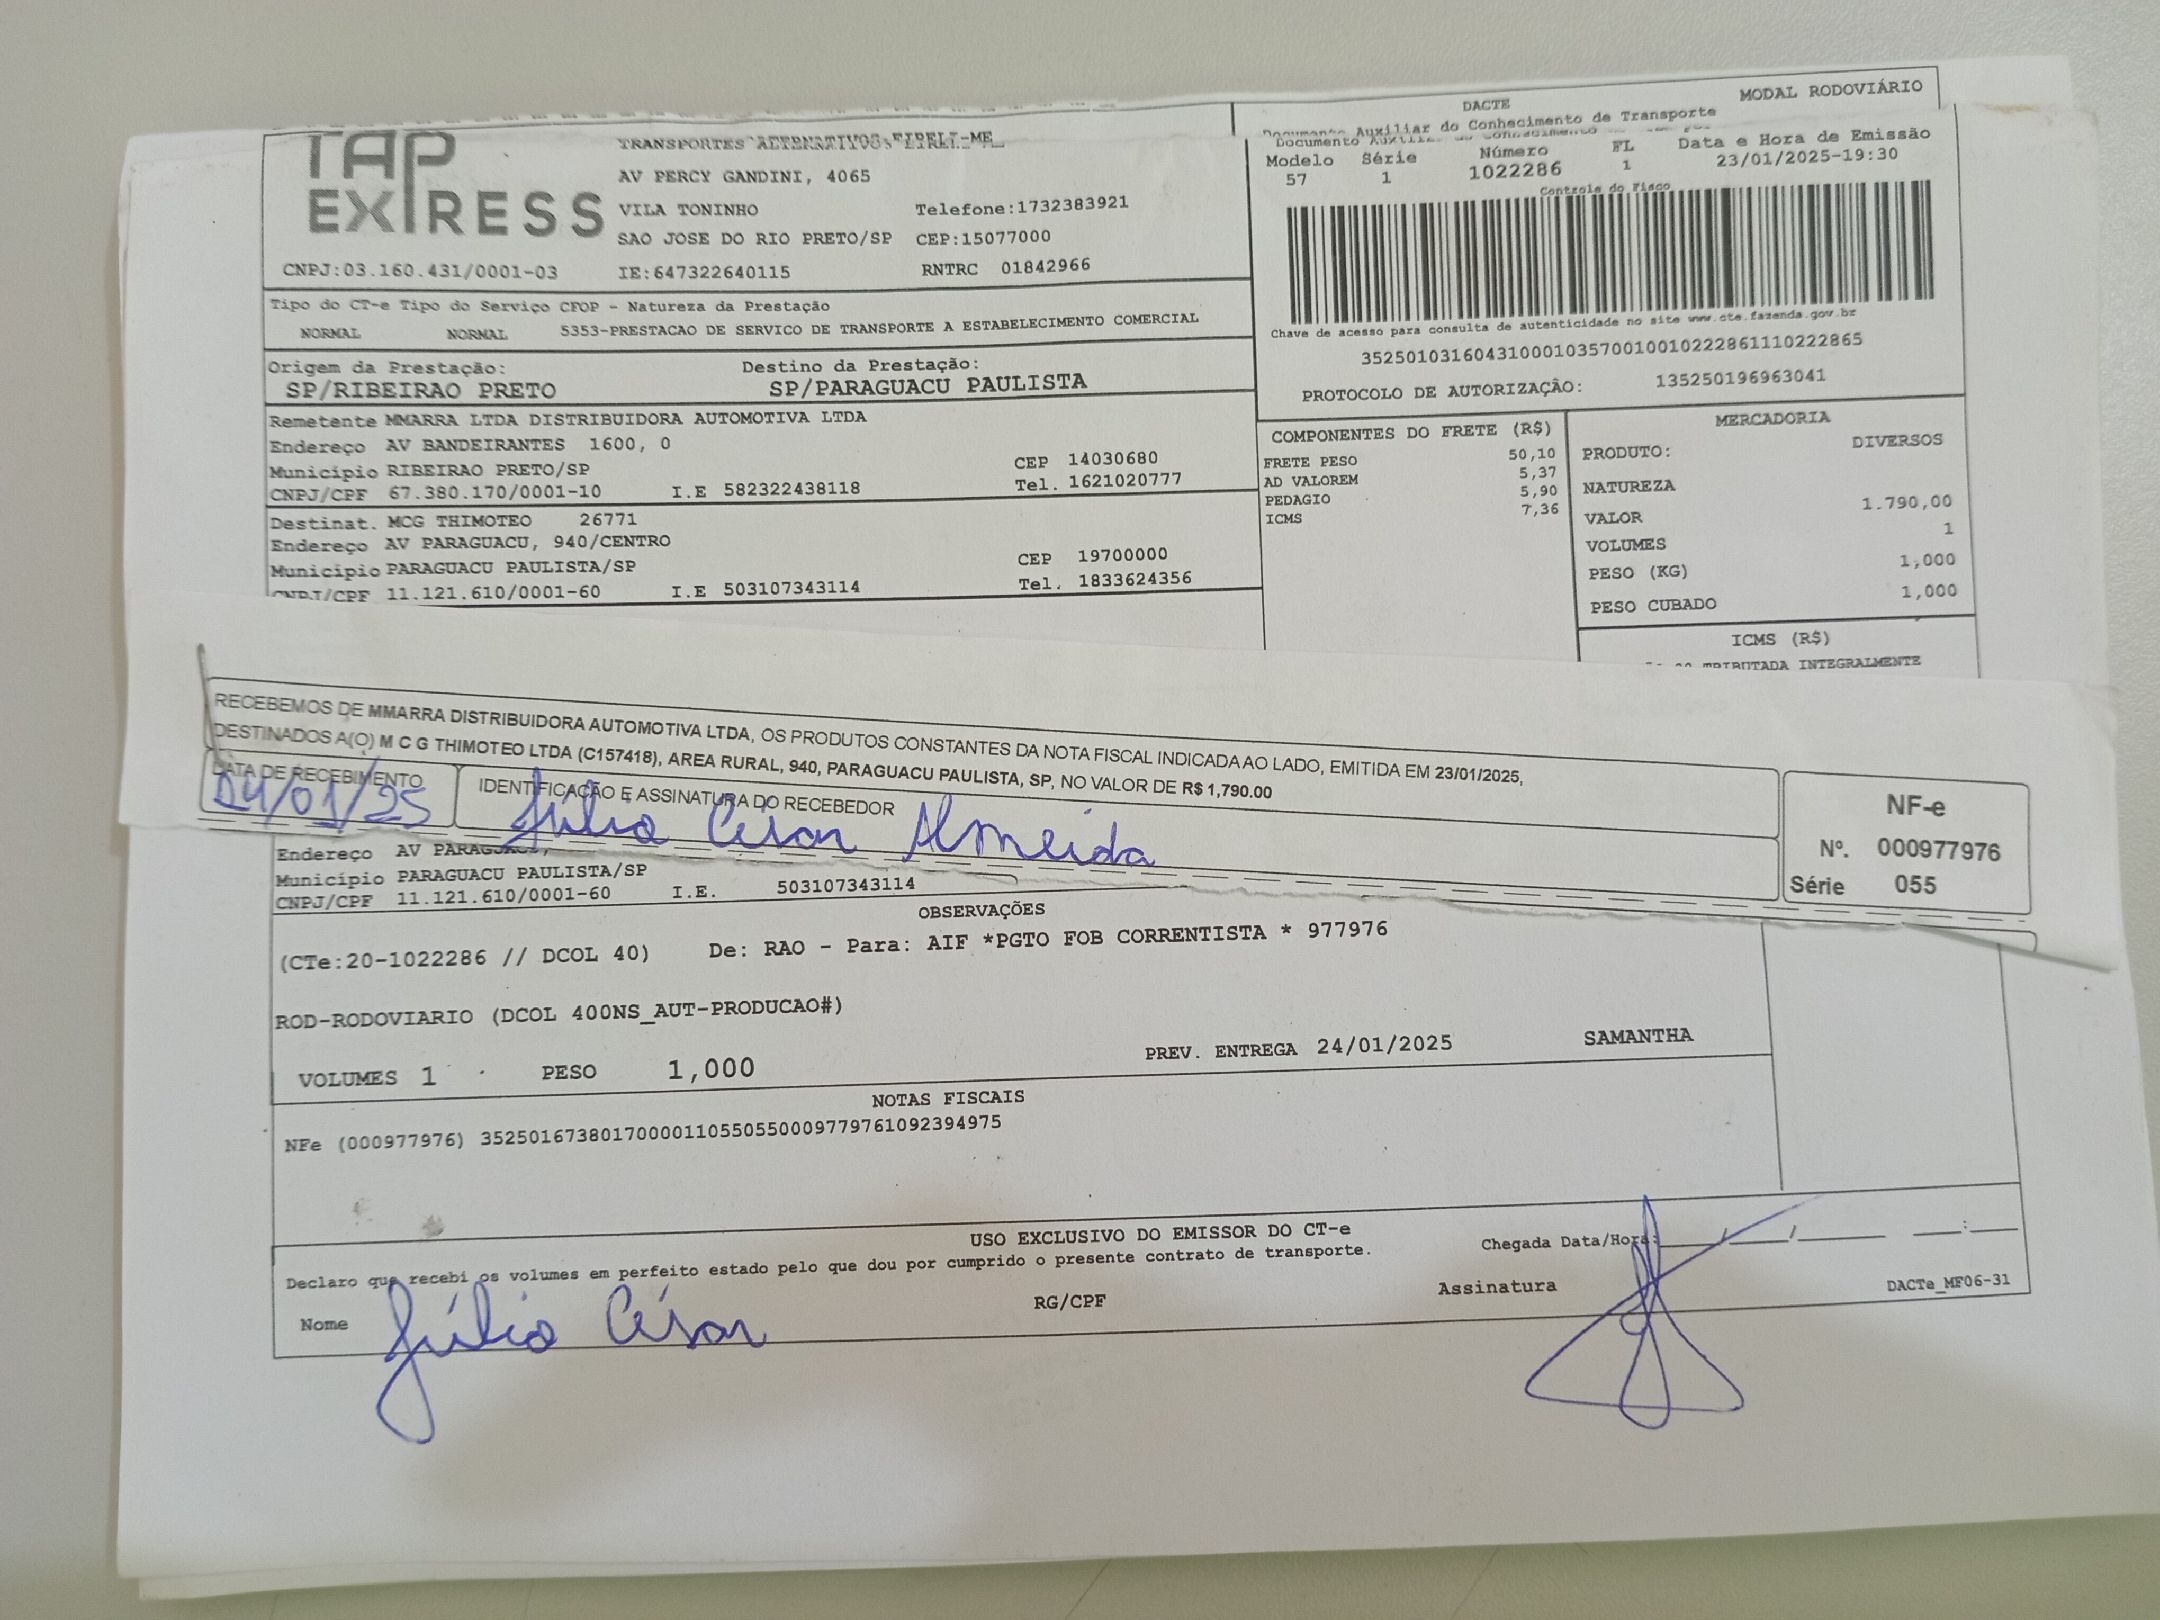 TAP
EXPRESS
TRANSPORTES ALTERNATIVOS EIRELI-ME
AV PERCY GANDINI, 4065
VILA TONINHO Telefone:1732383921
SAO JOSE DO RIO PRETO/SP CEP:15077000
CNPJ:03.160.431/0001-03 IE:647322640115 RNTRC 01842966
DACTE MODAL RODOVIÁRIO
Documento Auxiliar do Conhecimento de Transporte
Modelo Série Número FL Data e Hora de Emissão
57 1 1022286 1 23/01/2025-19:30
Controle do Fisco
Chave de acesso para consulta de autenticidade no site www.cte.fazenda.gov.br
35250103160431000103570010010222861110222865
PROTOCOLO DE AUTORIZAÇÃO: 135250196963041
Tipo do CT-e Tipo do Serviço CFOP - Natureza da Prestação
NORMAL NORMAL 5353-PRESTACAO DE SERVICO DE TRANSPORTE A ESTABELECIMENTO COMERCIAL
Origem da Prestação: Destino da Prestação:
SP/RIBEIRAO PRETO SP/PARAGUACU PAULISTA
Remetente MMARRA LTDA DISTRIBUIDORA AUTOMOTIVA LTDA
Endereço AV BANDEIRANTES 1600, 0
Município RIBEIRAO PRETO/SP CEP 14030680
CNPJ/CPF 67.380.170/0001-10 I.E 582322438118 Tel. 1621020777
Destinat. MCG THIMOTEO 26771
Endereço AV PARAGUACU, 940/CENTRO
Município PARAGUACU PAULISTA/SP CEP 19700000
CNPJ/CPF 11.121.610/0001-60 I.E 503107343114 Tel. 1833624356
COMPONENTES DO FRETE (R$)
FRETE PESO 50,10
AD VALOREM 5,37
PEDAGIO 5,90
ICMS 7,36
MERCADORIA
PRODUTO: DIVERSOS
NATUREZA
VALOR 1.790,00
VOLUMES 1
PESO (KG) 1,000
PESO CUBADO 1,000
ICMS (R$)
TRIBUTADA INTEGRALMENTE
RECEBEMOS DE MMARRA DISTRIBUIDORA AUTOMOTIVA LTDA, OS PRODUTOS CONSTANTES DA NOTA FISCAL INDICADA AO LADO, EMITIDA EM 23/01/2025,
DESTINADOS A(O) M C G THIMOTEO LTDA (C157418), AREA RURAL, 940, PARAGUACU PAULISTA, SP, NO VALOR DE R$ 1,790.00
DATA DE RECEBIMENTO IDENTIFICAÇÃO E ASSINATURA DO RECEBEDOR
24/01/25 Júlio César Almeida
NF-e
Nº. 000977976
Série 055
Endereço AV PARAGUACU,
Município PARAGUACU PAULISTA/SP
CNPJ/CPF 11.121.610/0001-60 I.E. 503107343114
OBSERVAÇÕES
(CTe:20-1022286 // DCOL 40) De: RAO - Para: AIF *PGTO FOB CORRENTISTA * 977976
ROD-RODOVIARIO (DCOL 400NS_AUT-PRODUCAO#)
VOLUMES 1 PESO 1,000 PREV. ENTREGA 24/01/2025 SAMANTHA
NOTAS FISCAIS
NFe (000977976) 35250167380170000110550550009779761092394975
USO EXCLUSIVO DO EMISSOR DO CT-e
Declaro que recebi os volumes em perfeito estado pelo que dou por cumprido o presente contrato de transporte. Chegada Data/Hora: __/__/__ __:__
Nome Júlio César RG/CPF Assinatura DACTe_MF06-31